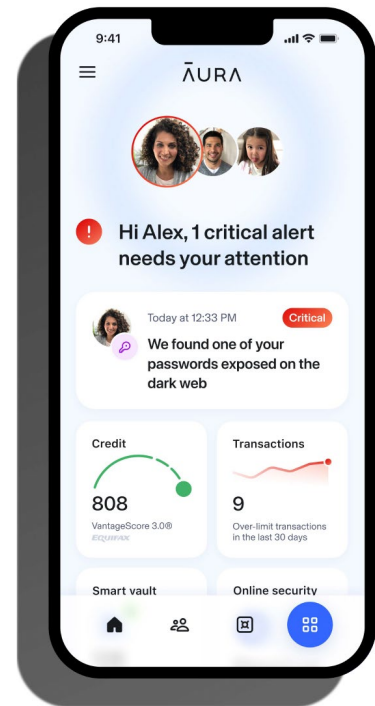 9:41
ĀURA
Hi Alex, 1 critical alert
needs your attention
Today at 12:33 PM
Critical
We found one of your
passwords exposed on the
dark web
Credit
808
VantageScore 3.0®
EQUIFAX
Transactions
9
Over-limit transactions
in the last 30 days
Smart vault
Online security